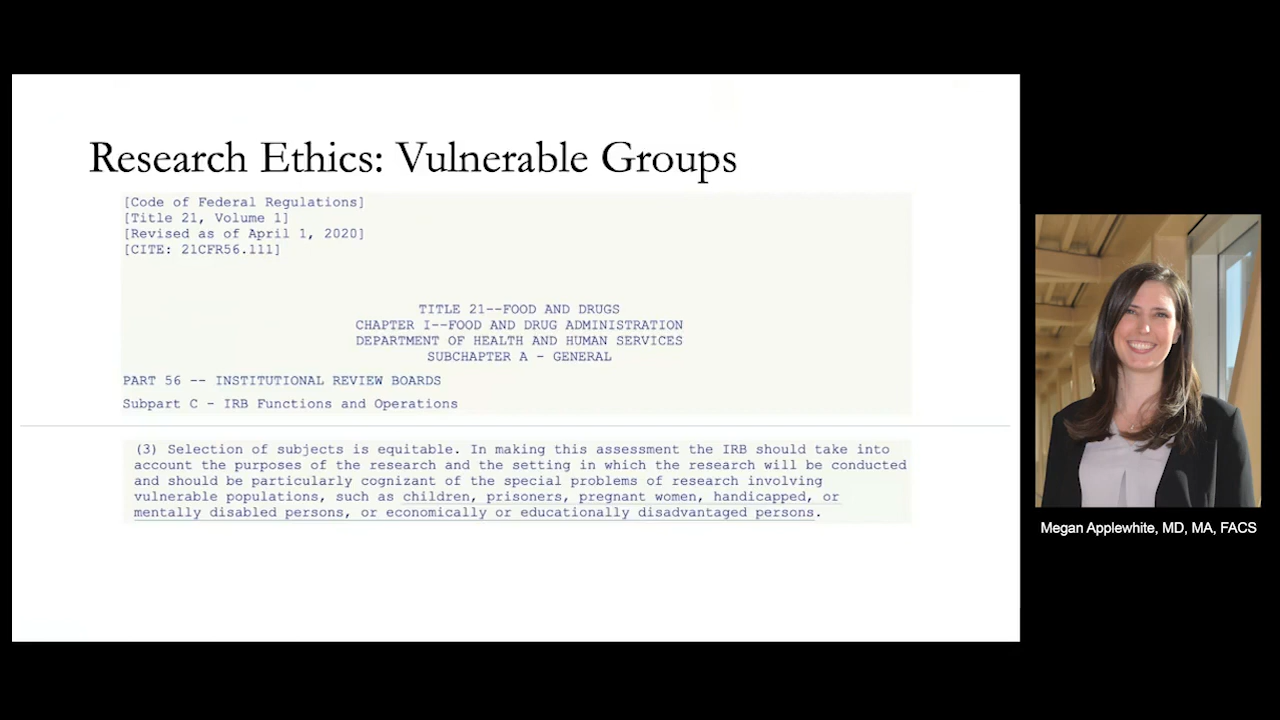 Research Ethics: Vulnerable Groups
[Code of Federal Regulations]
[Title 21, Volume 1]
[Revised as of April 1, 2020]
[CITE: 21CFR56.111]
TITLE 21--FOOD AND DRUGS
CHAPTER I--FOOD AND DRUG ADMINISTRATION
DEPARTMENT OF HEALTH AND HUMAN SERVICES
SUBCHAPTER A - GENERAL
PART 56 -- INSTITUTIONAL REVIEW BOARDS
Subpart C - IRB Functions and Operations
(3) Selection of subjects is equitable. In making this assessment the IRB should take into
account the purposes of the research and the setting in which the research will be conducted
and should be particularly cognizant of the special problems of research involving
vulnerable populations, such as children, prisoners, pregnant women, handicapped, or
mentally disabled persons, or economically or educationally disadvantaged persons.
Megan Applewhite, MD, MA, FACS